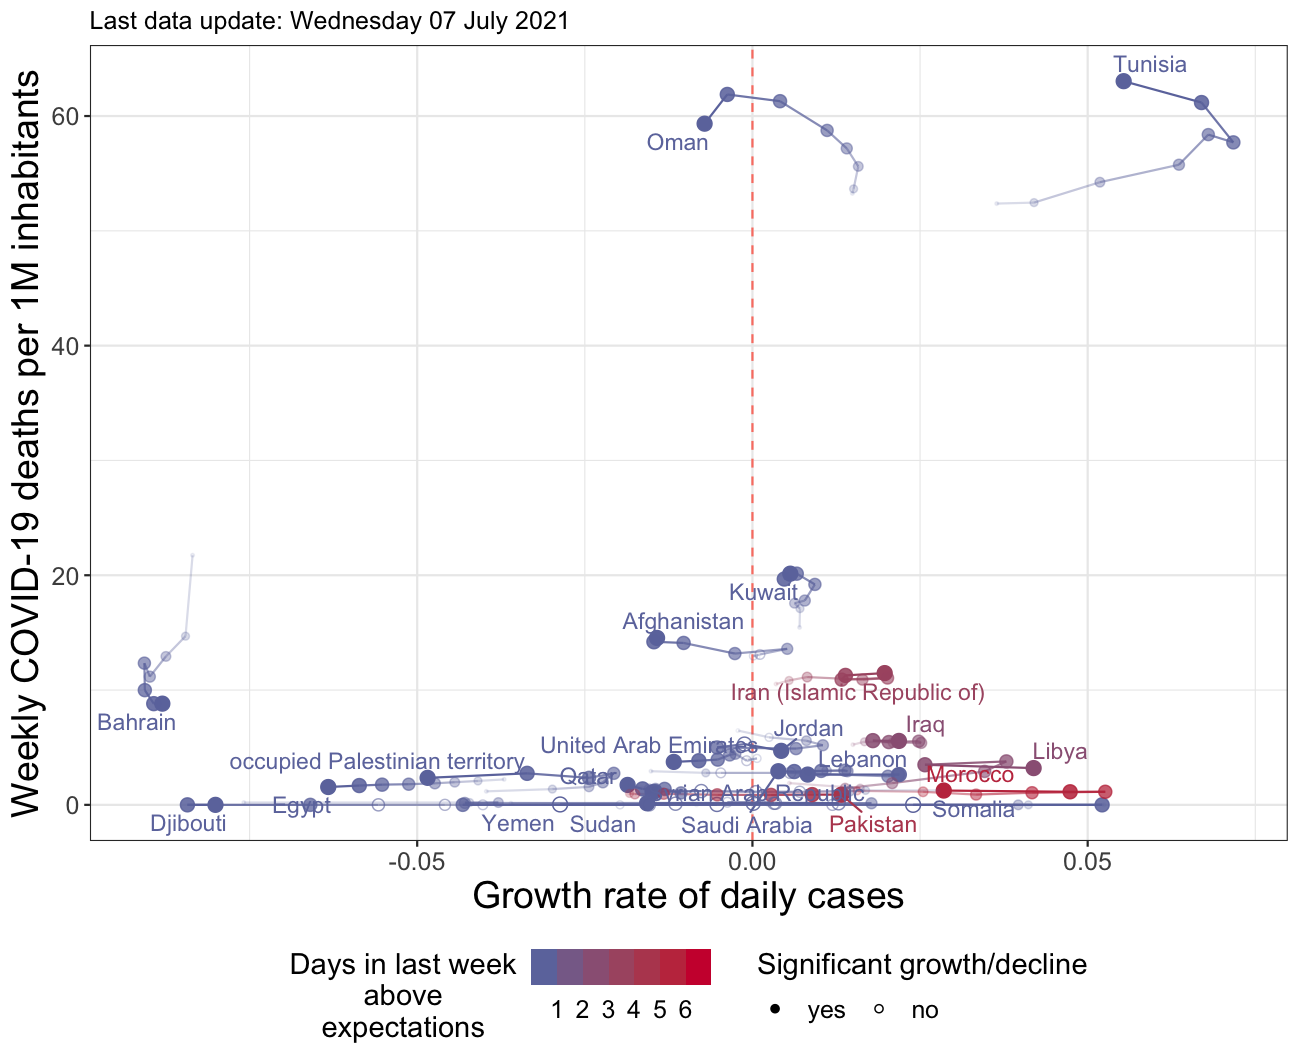 Last data update: Wednesday 07 July 2021
Weekly COVID-19 deaths per 1M inhabitants
60
40
20
0
Tunisia
Oman
Kuwait
Afghanistan
Iran (Islamic Republic of)
Bahrain
Iraq
Jordan
United Arab Emirates
Libya
occupied Palestinian territory
Lebanon
Qatar
Morocco
Arab Republic
Egypt
Somalia
Djibouti
Yemen
Sudan
Saudi Arabia
Pakistan
-0.05
0.00
0.05
Growth rate of daily cases
Days in last week
above
expectations
1 2 3 4 5 6
Significant growth/decline
yes
no